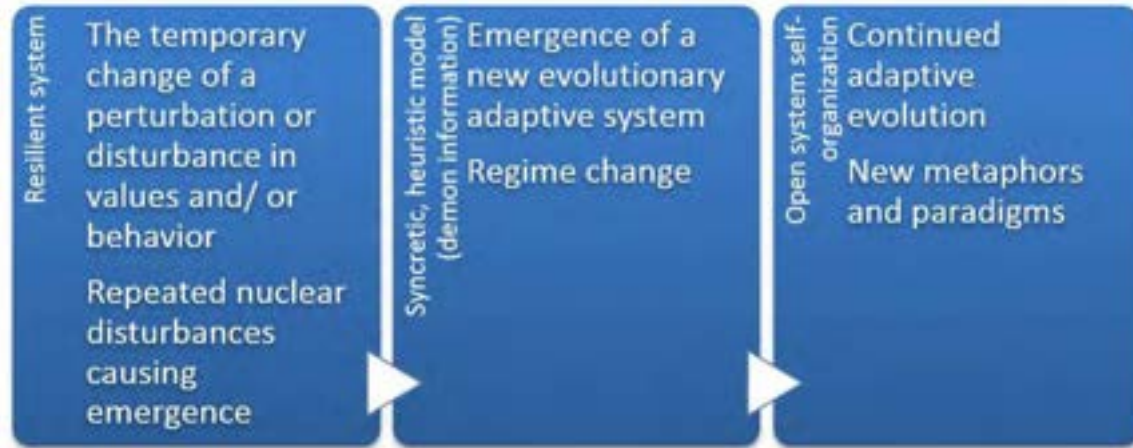 Resilient system
The temporary
change of a
perturbation or
disturbance in
values and/ or
behavior
Repeated nuclear
disturbances
causing
emergence
Syncretic, heuristic model
(demon information)
Emergence of a
new evolutionary
adaptive system
Regime change
Open system self-
organization
Continued
adaptive
evolution
New metaphors
and paradigms